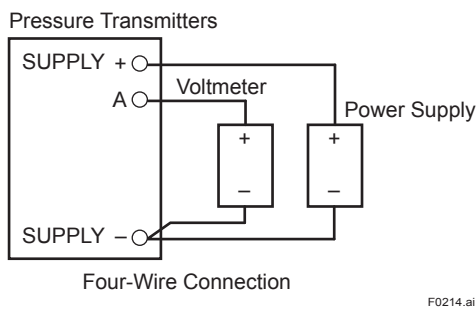 Pressure Transmitters
SUPPLY +
A
Voltmeter
Power Supply
+
+
–
–
SUPPLY –
Four-Wire Connection
F0214.ai